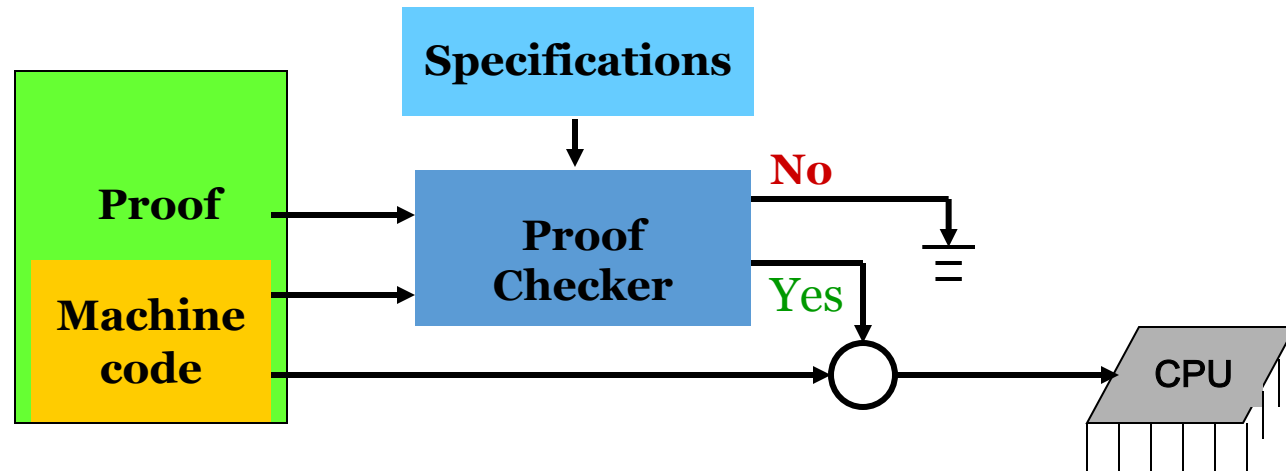 Specifications
Proof
Machine
code
Proof
Checker
No
Yes
CPU